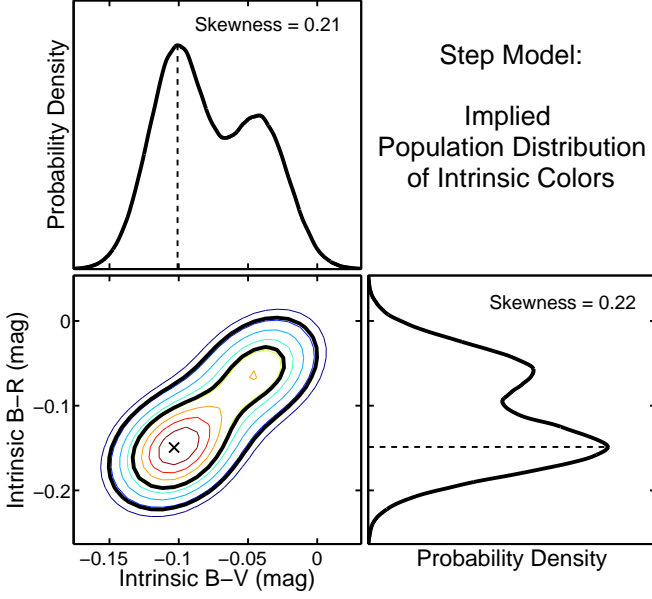 Skewness = 0.21
Probability Density
Step Model:
Implied
Population Distribution
of Intrinsic Colors
Skewness = 0.22
Intrinsic B−R (mag)
0
−0.1
−0.2
−0.15
−0.1
−0.05
0
Intrinsic B−V (mag)
Probability Density